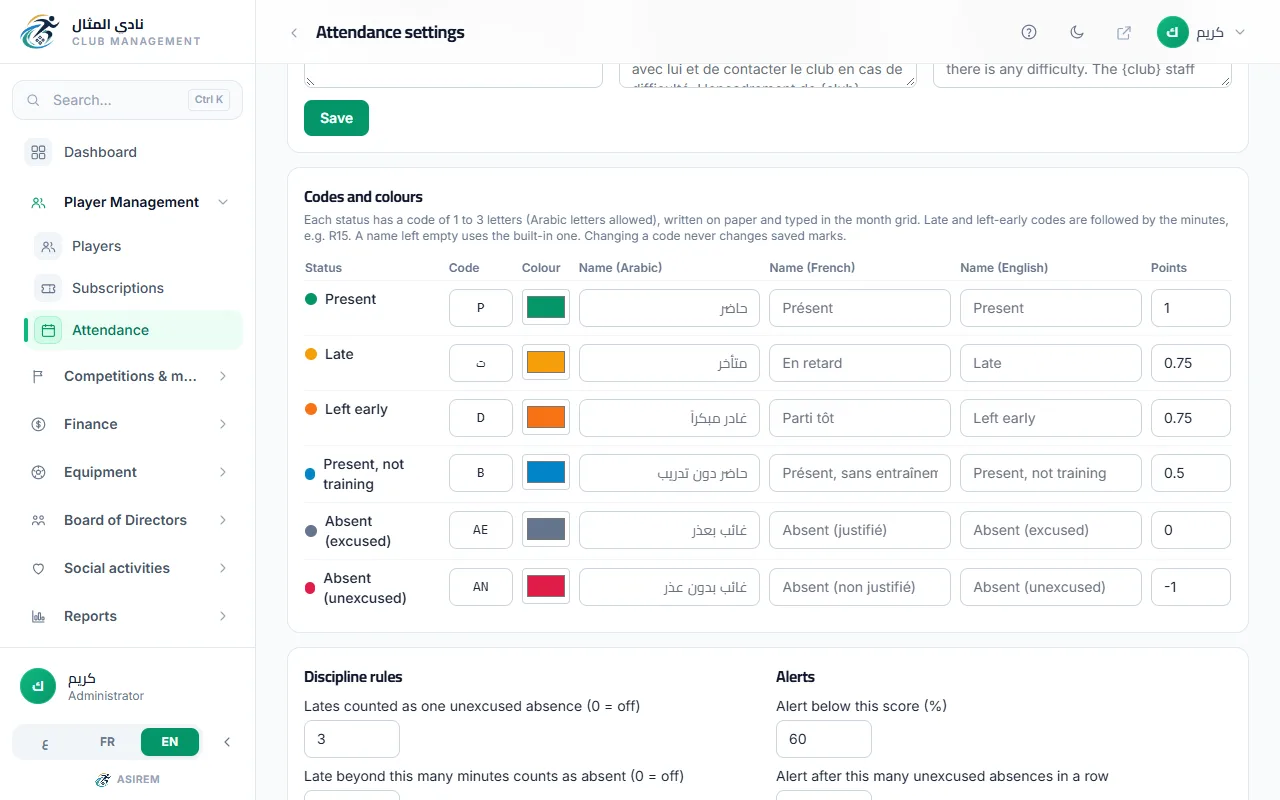 نادي المثال
CLUB MANAGEMENT
Search...
Ctrl K
Dashboard
Player Management
Players
Subscriptions
Attendance
Competitions & m...
Finance
Equipment
Board of Directors
Social activities
Reports
ك
كريم
Administrator
ع
FR
EN
ASIREM
Attendance settings
ك
كريم
avec lui et de contacter le club en cas de
there is any difficulty. The {club} staff
Save
Codes and colours
Each status has a code of 1 to 3 letters (Arabic letters allowed), written on paper and typed in the month grid. Late and left-early codes are followed by the minutes,
e.g. R15. A name left empty uses the built-in one. Changing a code never changes saved marks.
Status Code Colour Name (Arabic) Name (French) Name (English) Points
Present P حاضر Présent Present 1
Late ت متأخر En retard Late 0.75
Left early D غادر مبكراً Parti tôt Left early 0.75
Present, not
training B حاضر دون تدريب Présent, sans entraînem Present, not training 0.5
Absent
(excused) AE غائب بعذر Absent (justifié) Absent (excused) 0
Absent
(unexcused) AN غائب بدون عذر Absent (non justifié) Absent (unexcused) -1
Discipline rules
Lates counted as one unexcused absence (0 = off)
3
Late beyond this many minutes counts as absent (0 = off)
Alerts
Alert below this score (%)
60
Alert after this many unexcused absences in a row